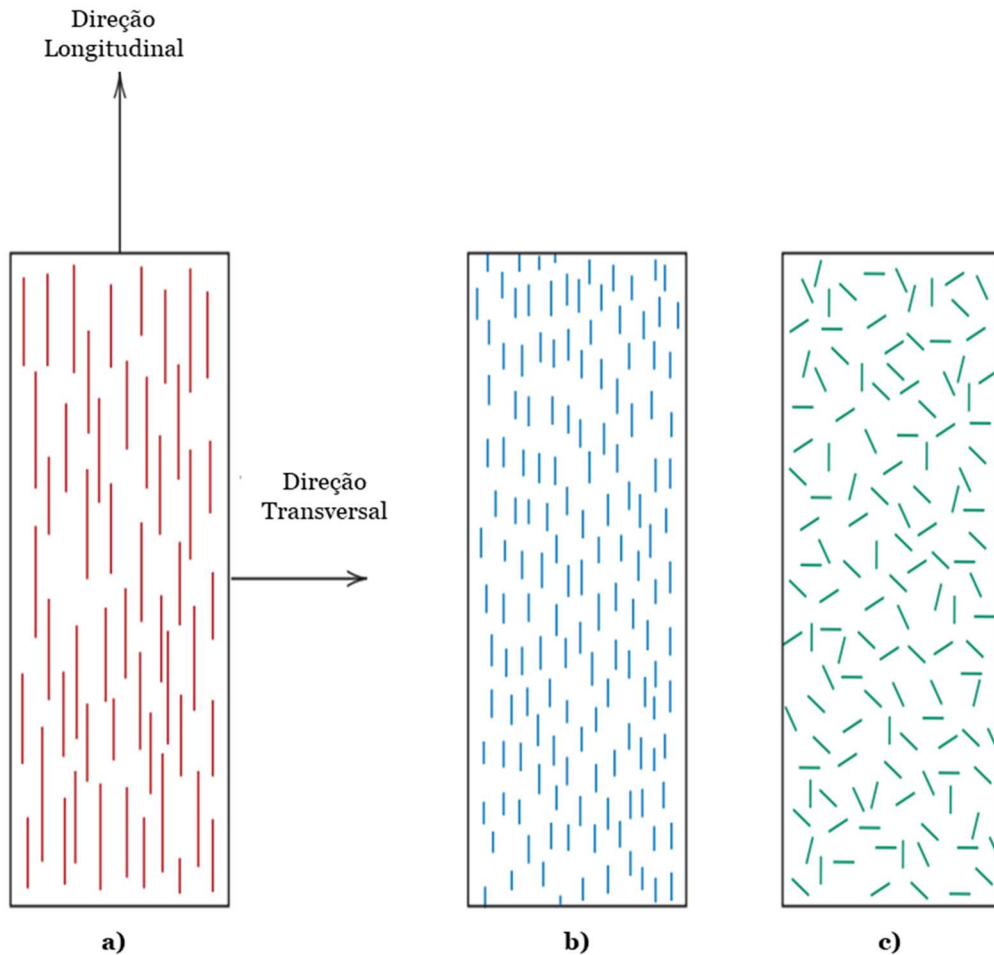 Direção
Longitudinal
Direção
Transversal
a)
b)
c)